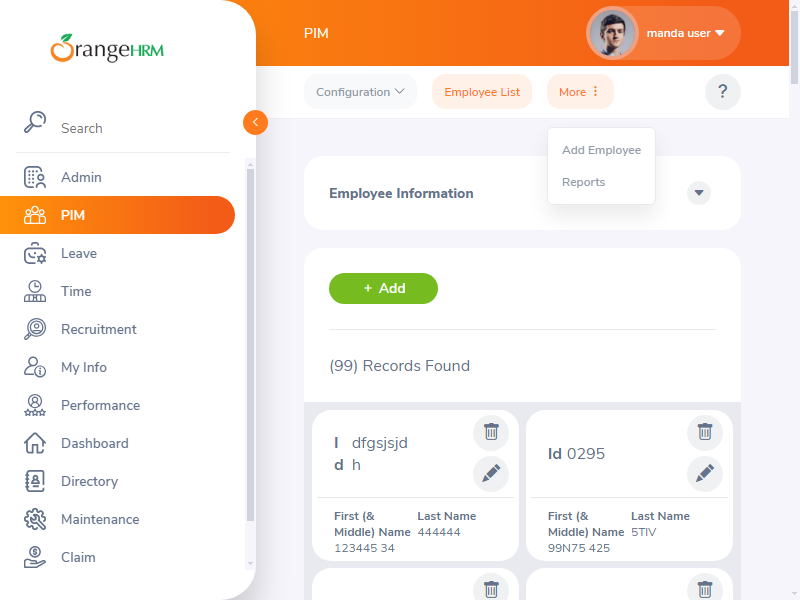 OrangeHRM
Search
Admin
PIM
Leave
Time
Recruitment
My Info
Performance
Dashboard
Directory
Maintenance
Claim
PIM
manda user
Configuration
Employee List
More
?
Add Employee
Reports
Employee Information
+ Add
(99) Records Found
Id dfgsjsjdh
First (& Middle) Name
123445 34
Last Name
444444
Id 0295
First (& Middle) Name
99N75 425
Last Name
5TIV